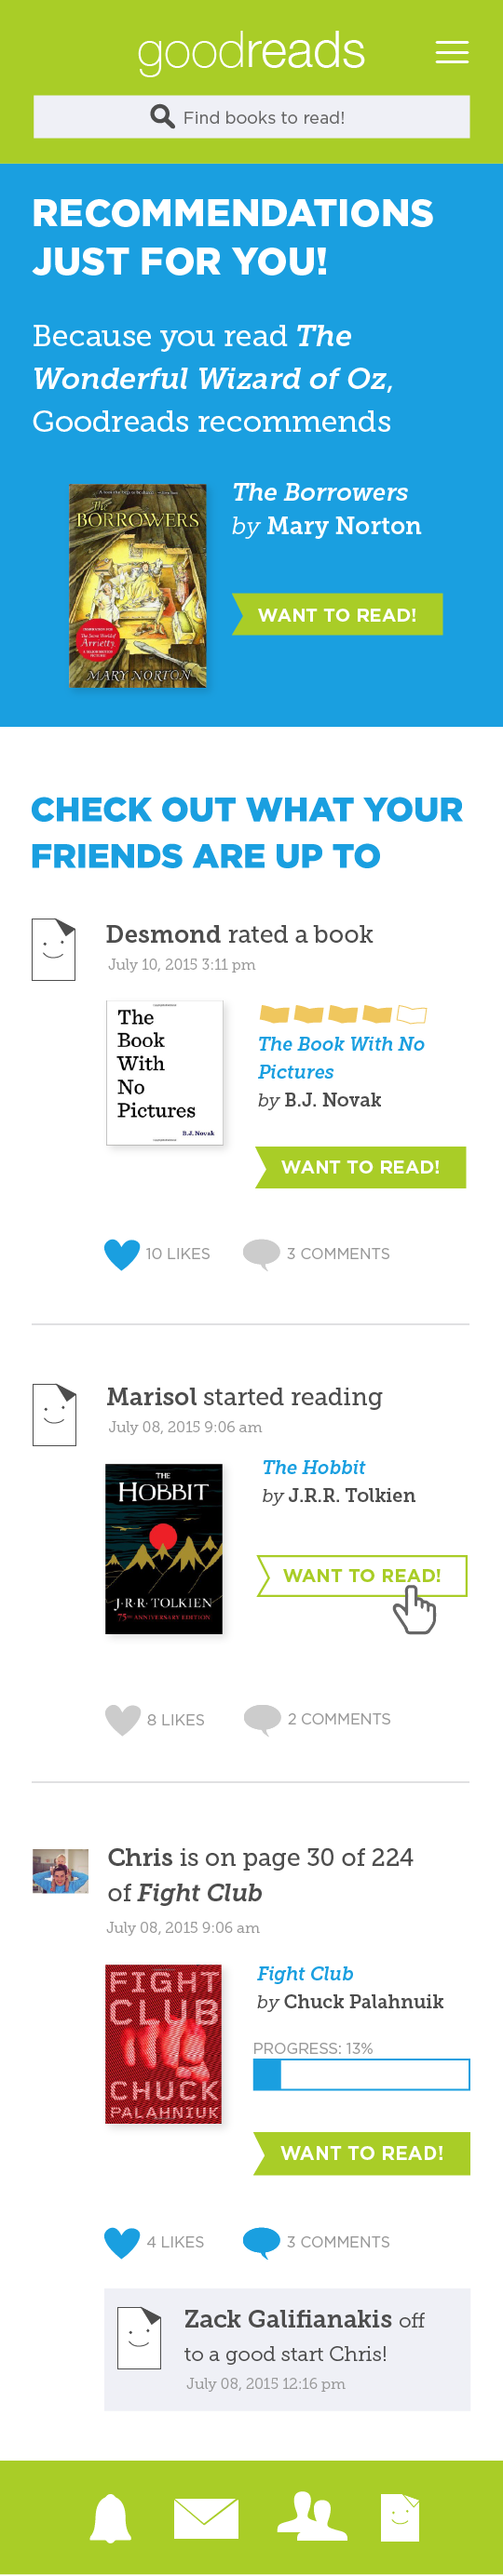 goodreads
Find books to read!
RECOMMENDATIONS
JUST FOR YOU!
Because you read The
Wonderful Wizard of Oz,
Goodreads recommends
The
BORROWERS
Arrietty
MARY NORTON
The Borrowers
by Mary Norton
WANT TO READ!
CHECK OUT WHAT YOUR
FRIENDS ARE UP TO
Desmond rated a book
July 10, 2015 3:11 pm
The
Book
With
No
Pictures
B.J. Novak
The Book With No
Pictures
by B.J. Novak
WANT TO READ!
10 LIKES
3 COMMENTS
Marisol started reading
July 08, 2015 9:06 am
THE
HOBBIT
J·R·R·TOLKIEN
75th ANNIVERSARY EDITION
The Hobbit
by J.R.R. Tolkien
WANT TO READ!
8 LIKES
2 COMMENTS
Chris is on page 30 of 224
of Fight Club
July 08, 2015 9:06 am
FIGHT
CLUB
CHUCK
PALAHNIUK
Fight Club
by Chuck Palahnuik
PROGRESS: 13%
WANT TO READ!
4 LIKES
3 COMMENTS
Zack Galifianakis off
to a good start Chris!
July 08, 2015 12:16 pm